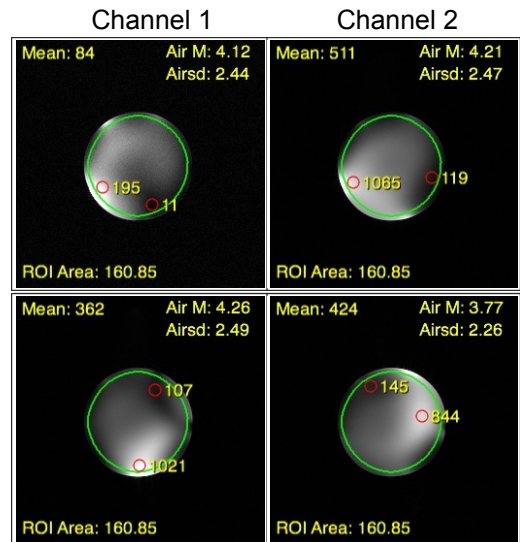 Channel 1
Channel 2
Mean: 84
Air M: 4.12
Airsd: 2.44
195
11
ROI Area: 160.85
Mean: 511
Air M: 4.21
Airsd: 2.47
1065
119
ROI Area: 160.85
Mean: 362
Air M: 4.26
Airsd: 2.49
107
1021
ROI Area: 160.85
Mean: 424
Air M: 3.77
Airsd: 2.26
145
844
ROI Area: 160.85